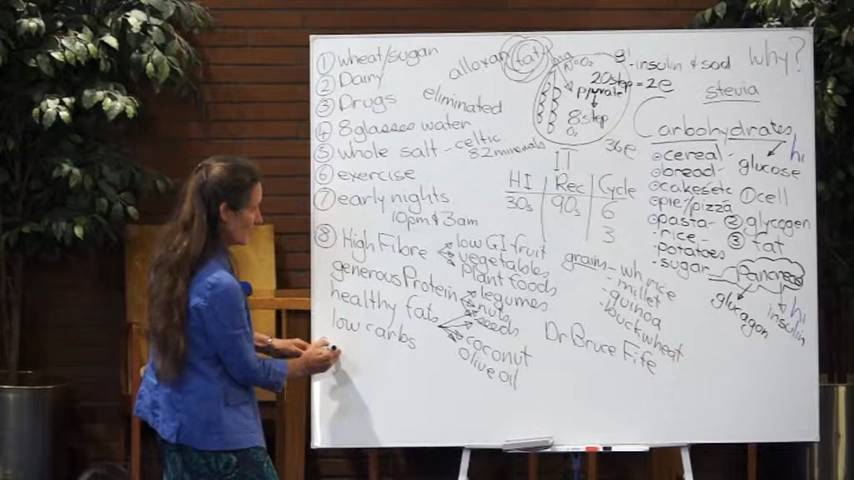 ① wheat/sugar
② Dairy
③ Drugs eliminated
④ 8 glasses water
⑤ whole salt - celtic
82 minerals
⑥ exercise
⑦ early nights
10pm & 3am
⑧ High Fibre
low GI fruit
vegetables
plant foods
generous Protein
legumes
nuts
seeds
healthy fats
coconut
olive oil
low carbs
alloxan
fat
20 step = 2e
pyruvate
8 step
O₂
36e
insulin & sod
why?
stevia
HI | Rec | Cycle
30s | 90s | 6
3
grain - wh rice
- millet
- quinoa
- buckwheat
Dr Bruce Fife
Carbohydrates
cereal - glucose
hi
bread -
cakes etc ① cell
pie/pizza
pasta - ② glycogen
rice - ③ fat
potatoes
sugar
Pancreas
glucagon
hi
insulin